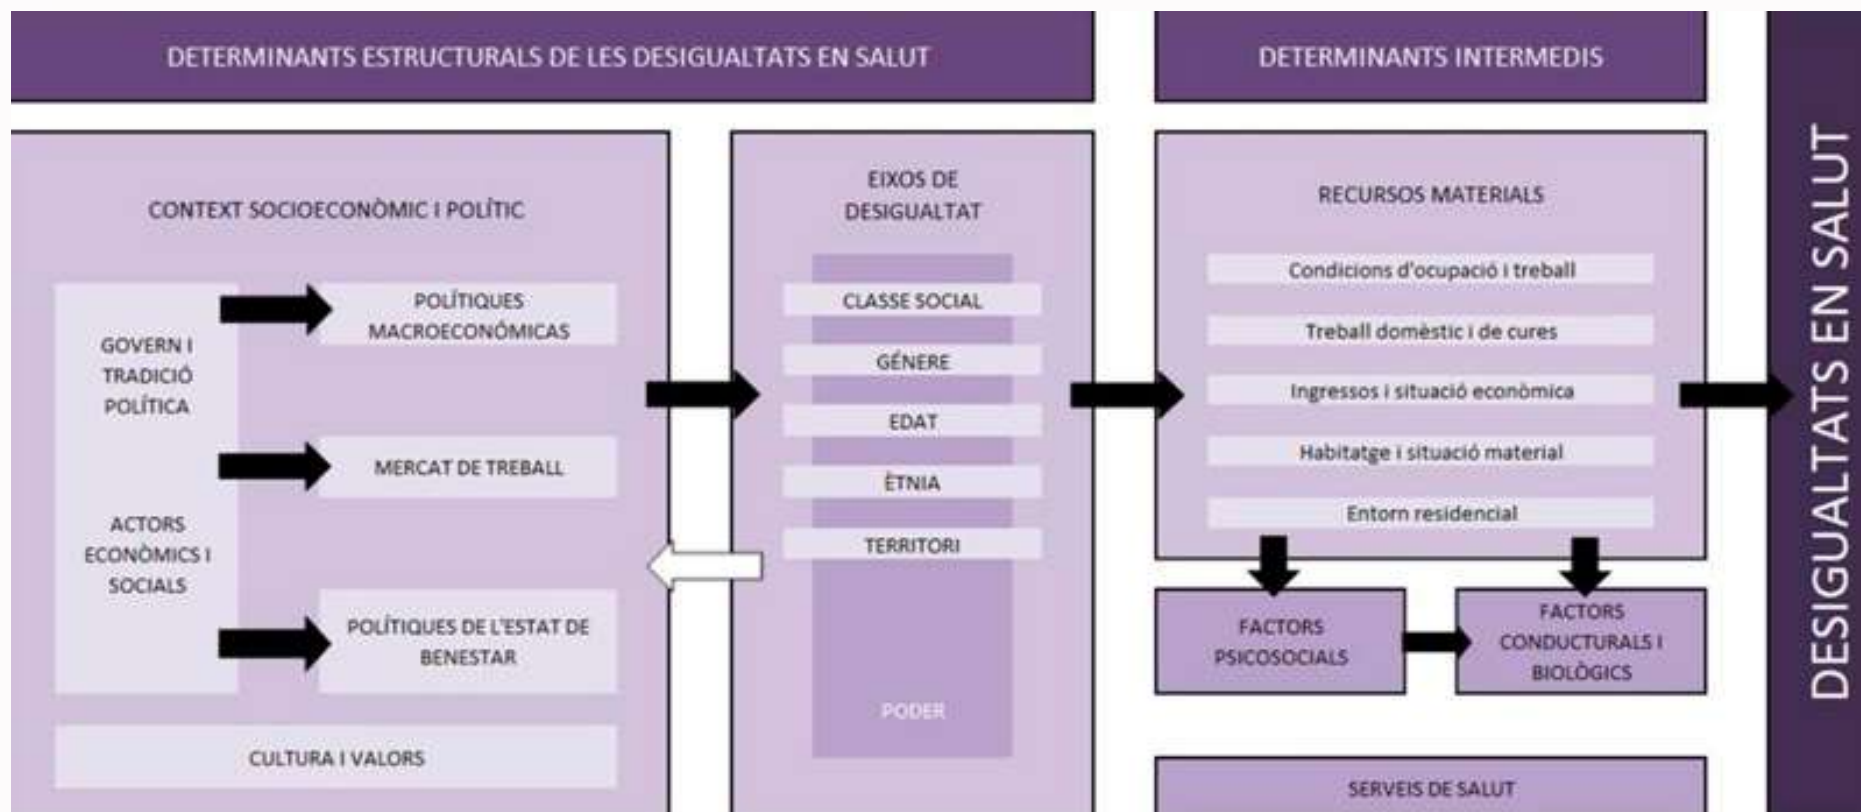 DETERMINANTS ESTRUCTURALS DE LES DESIGUALTATS EN SALUT
DETERMINANTS INTERMEDIS
CONTEXT SOCIOECONÒMIC I POLÍTIC
GOVERN I
TRADICIÓ
POLÍTICA
ACTORS
ECONÒMICS I
SOCIALS
POLÍTIQUES
MACROECONÓMICAS
MERCAT DE TREBALL
POLÍTIQUES DE L'ESTAT DE
BENESTAR
CULTURA I VALORS
EIXOS DE
DESIGUALTAT
CLASSE SOCIAL
GÉNERE
EDAT
ÈTNIA
TERRITORI
PODER
RECURSOS MATERIALS
Condicions d'ocupació i treball
Treball domèstic i de cures
Ingressos i situació econòmica
Habitatge i situació material
Entorn residencial
FACTORS
PSICOSOCIALS
FACTORS
CONDUCTURALS I
BIOLÒGICS
SERVEIS DE SALUT
DESIGUALTATS EN SALUT